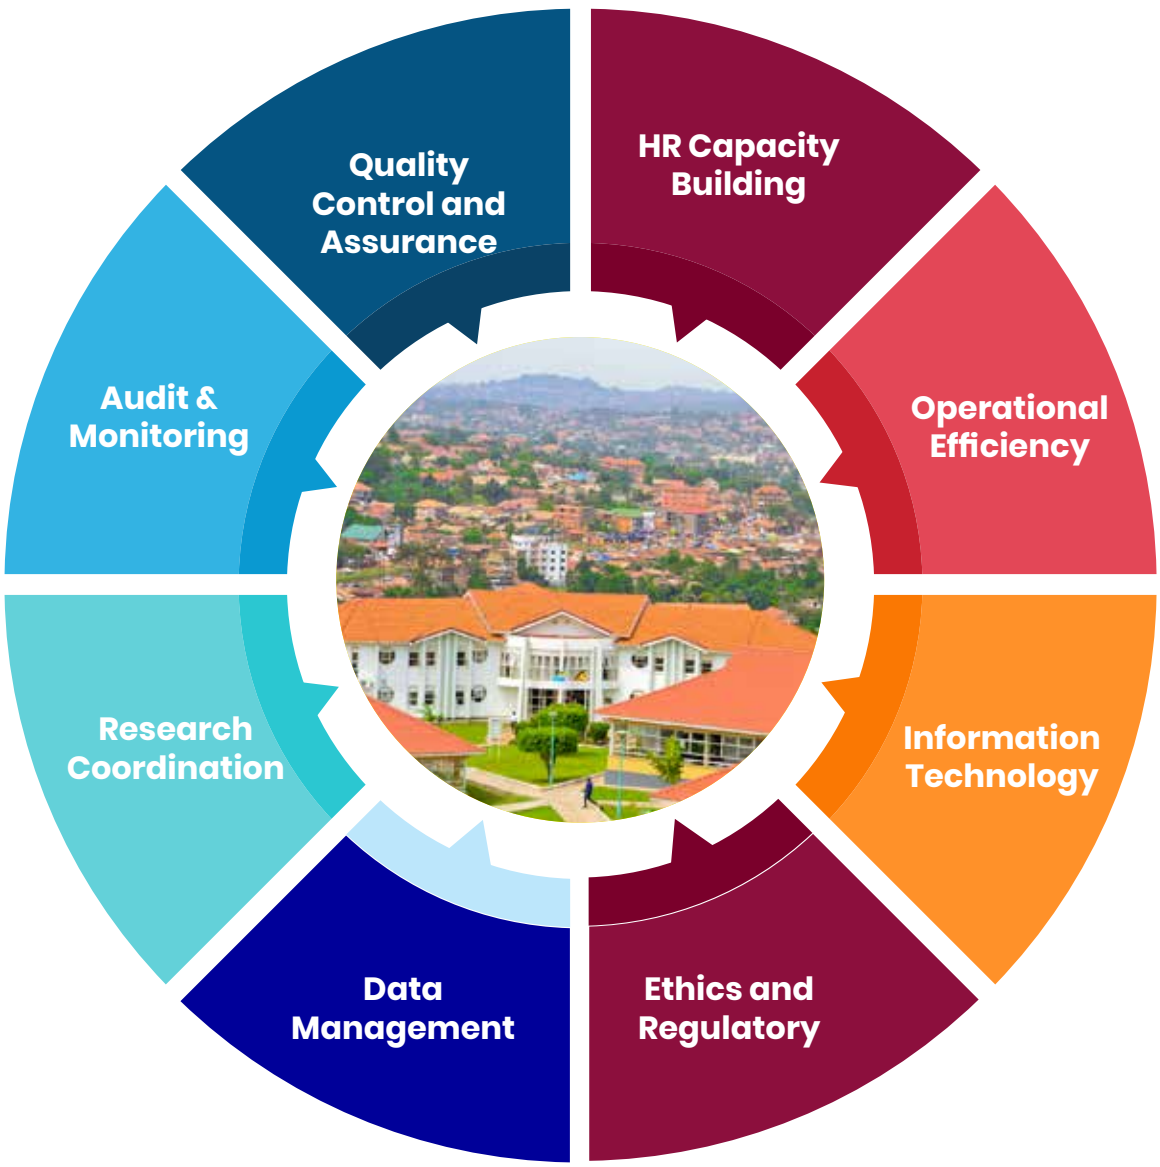 Quality
Control and
Assurance
HR Capacity
Building
Operational
Efficiency
Information
Technology
Ethics and
Regulatory
Data
Management
Research
Coordination
Audit &
Monitoring